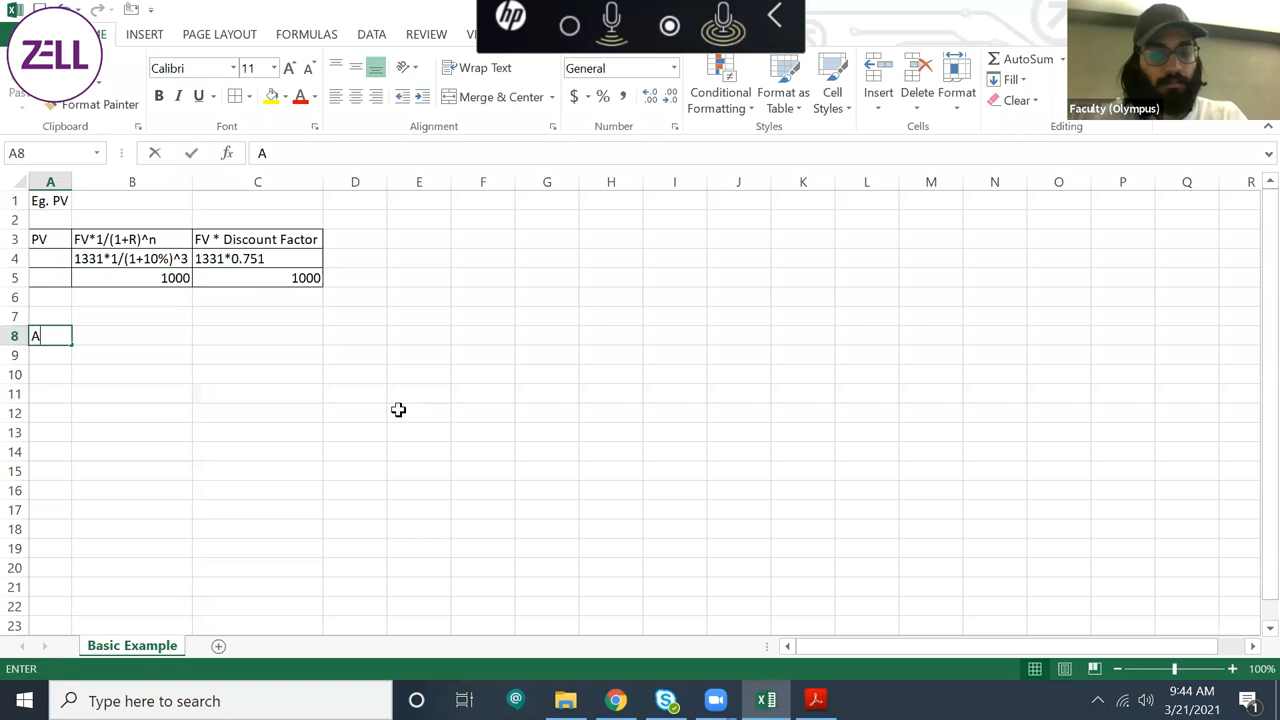 hp
ZELL
INSERT
PAGE LAYOUT
FORMULAS
DATA
REVIEW
Faculty (Olympus)
Calibri
11
Wrap Text
General
AutoSum
Format Painter
B I U
A
Merge & Center
$ % ,
Conditional Formatting
Format as Table
Cell Styles
Insert
Delete
Format
Fill
Clear
Clipboard
Font
Alignment
Number
Styles
Cells
Editing
A8
fx
A
A B C D E F G H I J K L M N O P Q R
1 Eg. PV
2
3 PV FV*1/(1+R)^n FV * Discount Factor
4 1331*1/(1+10%)^3 1331*0.751
5 1000 1000
6
7
8 A
9
10
11
12
13
14
15
16
17
18
19
20
21
22
23
Basic Example
ENTER
100%
Type here to search
9:44 AM
3/21/2021
1